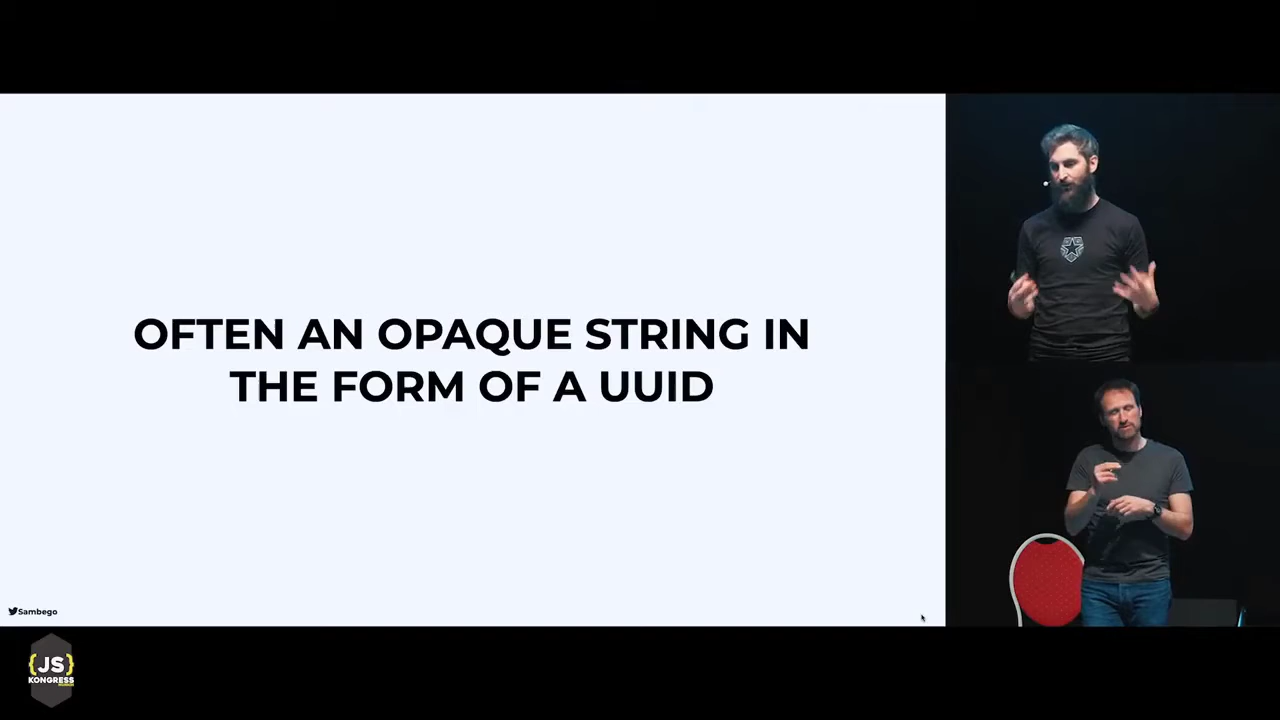 OFTEN AN OPAQUE STRING IN
THE FORM OF A UUID
Sambego
{JS}
KONGRESS